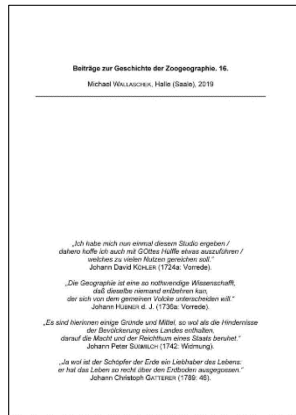 Beiträge zur Geschichte der Zoogeographie. 16.
Michael WALLASCHEK, Halle (Saale), 2019
„Ich habe mich nun einmal diesem Studio ergeben /
dahero hoffe ich auch mit GOttes Hülffe etwas auszuführen /
welches zu vielen Nutzen gereichen soll.“
Johann David KÖHLER (1724a: Vorrede).
„Die Geographie ist eine so nothwendige Wissenschafft,
daß dieselbe niemand entbehren kan,
der sich von dem gemeinen Volcke unterscheiden will.“
Johann HÜBNER d. J. (1736a: Vorrede).
„Es sind hierinnen einige Gründe und Mittel, so wol als die Hindernisse
der Bevölckerung eines Landes enthalten,
darauf die Macht und der Reichthum eines Staats beruhet.“
Johann Peter SÜßMILCH (1742: Widmung).
„Ja wol ist der Schöpfer der Erde ein Liebhaber des Lebens:
er hat das Leben so recht über den Erdboden ausgegossen.“
Johann Christoph GATTERER (1789: 46).